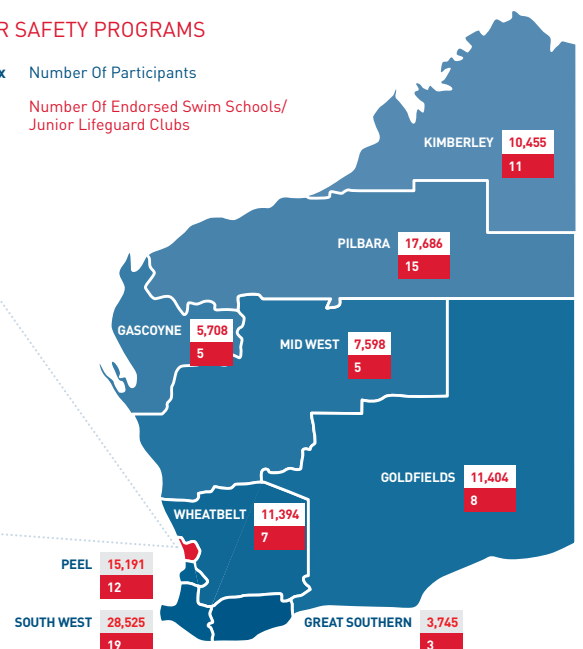 R SAFETY PROGRAMS
x Number Of Participants
Number Of Endorsed Swim Schools/
Junior Lifeguard Clubs
KIMBERLEY 10,455
11
PILBARA 17,686
15
GASCOYNE 5,708
5
MID WEST 7,598
5
GOLDFIELDS 11,404
8
WHEATBELT 11,394
7
PEEL 15,191
12
SOUTH WEST 28,525
19
GREAT SOUTHERN 3,745
3